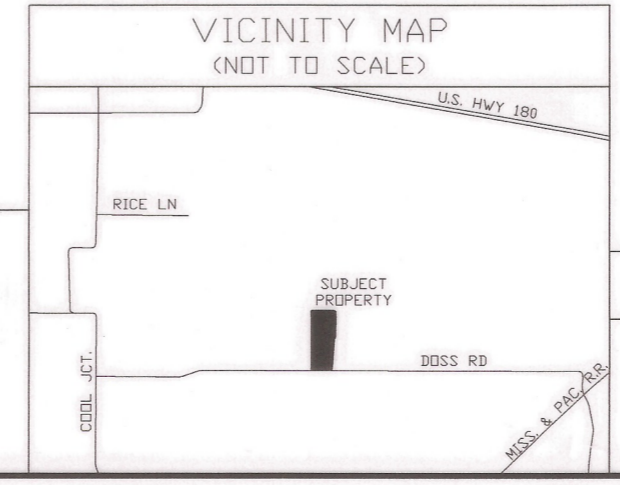 VICINITY MAP
(NOT TO SCALE)
U.S. HWY 180
RICE LN
SUBJECT
PROPERTY
DOSS RD
COOL JCT.
MISS. & PAC. R.R.